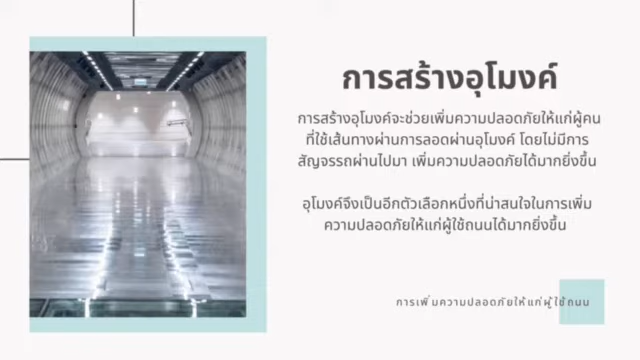 การสร้างอุโมงค์
การสร้างอุโมงค์จะช่วยเพิ่มความปลอดภัยให้แก่ผู้คน
ที่ใช้เส้นทางผ่านการลอดผ่านอุโมงค์ โดยไม่มีการ
สัญจรรถผ่านไปมา เพิ่มความปลอดภัยได้มากยิ่งขึ้น
อุโมงค์จึงเป็นอีกตัวเลือกหนึ่งที่น่าสนใจในการเพิ่ม
ความปลอดภัยให้แก่ผู้ใช้ถนนได้มากยิ่งขึ้น
การเพิ่มความปลอดภัยให้แก่ผู้ใช้ถนน